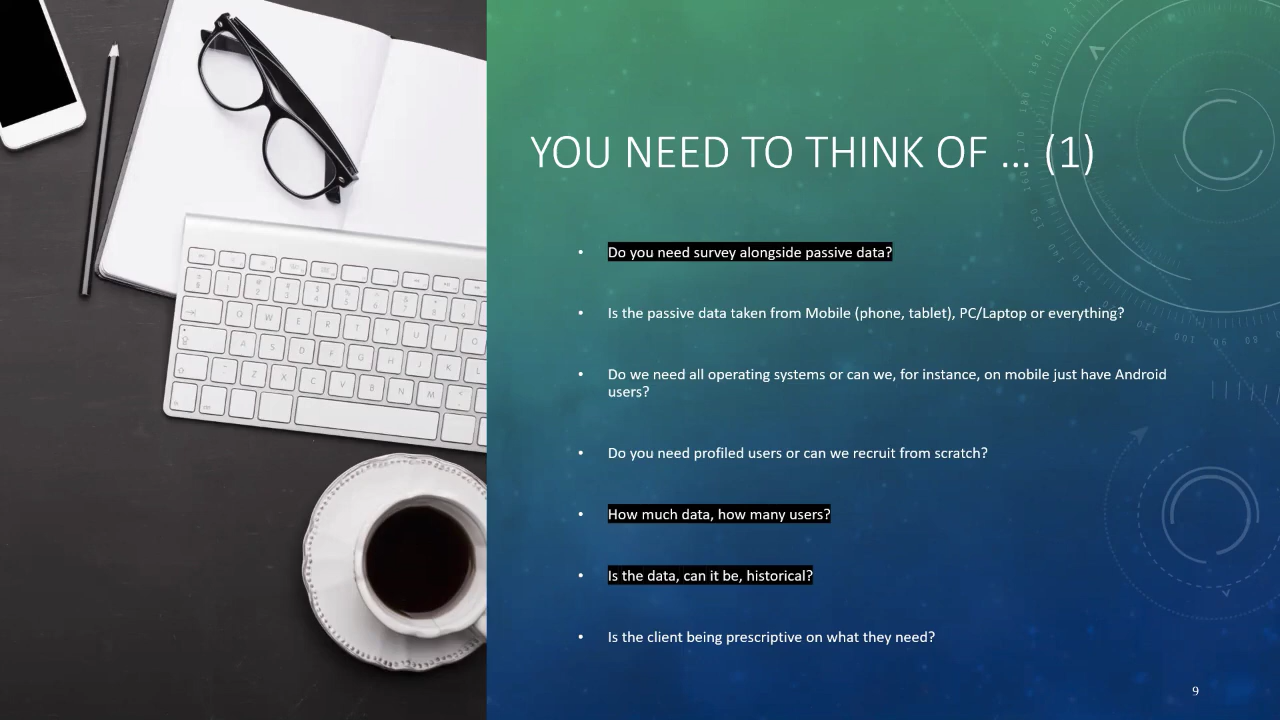 YOU NEED TO THINK OF ... (1)
• Do you need survey alongside passive data?
• Is the passive data taken from Mobile (phone, tablet), PC/Laptop or everything?
• Do we need all operating systems or can we, for instance, on mobile just have Android
users?
• Do you need profiled users or can we recruit from scratch?
• How much data, how many users?
• Is the data, can it be, historical?
• Is the client being prescriptive on what they need?
9